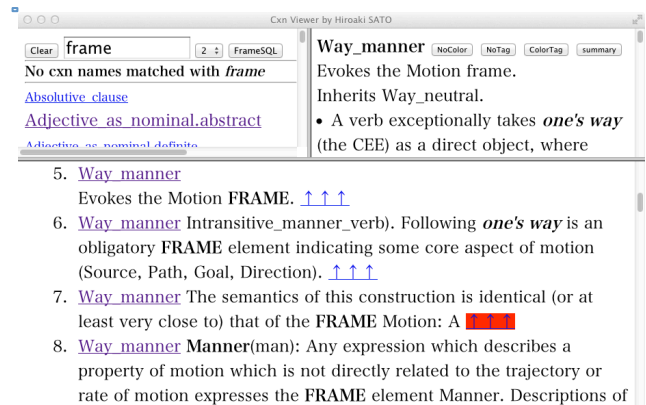 Cxn Viewer by Hiroaki SATO
Clear frame 2 FrameSQL
No cxn names matched with frame
Absolutive_clause
Adjective_as_nominal.abstract
Adjective_as_nominal.definite
Way_manner NoColor NoTag ColorTag summary
Evokes the Motion frame.
Inherits Way_neutral.
• A verb exceptionally takes one's way
(the CEE) as a direct object, where
5. Way_manner
Evokes the Motion FRAME. ↑↑↑
6. Way_manner Intransitive_manner_verb). Following one's way is an
obligatory FRAME element indicating some core aspect of motion
(Source, Path, Goal, Direction). ↑↑↑
7. Way_manner The semantics of this construction is identical (or at
least very close to) that of the FRAME Motion: A ↑↑↑
8. Way_manner Manner(man): Any expression which describes a
property of motion which is not directly related to the trajectory or
rate of motion expresses the FRAME element Manner. Descriptions of